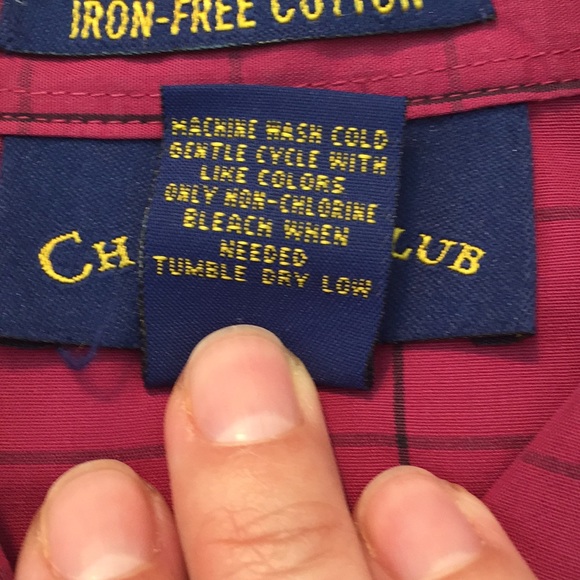 IRON-FREE COTTON
MACHINE WASH COLD
GENTLE CYCLE WITH
LIKE COLORS
ONLY NON-CHLORINE
BLEACH WHEN
NEEDED
TUMBLE DRY LOW
CH LUB